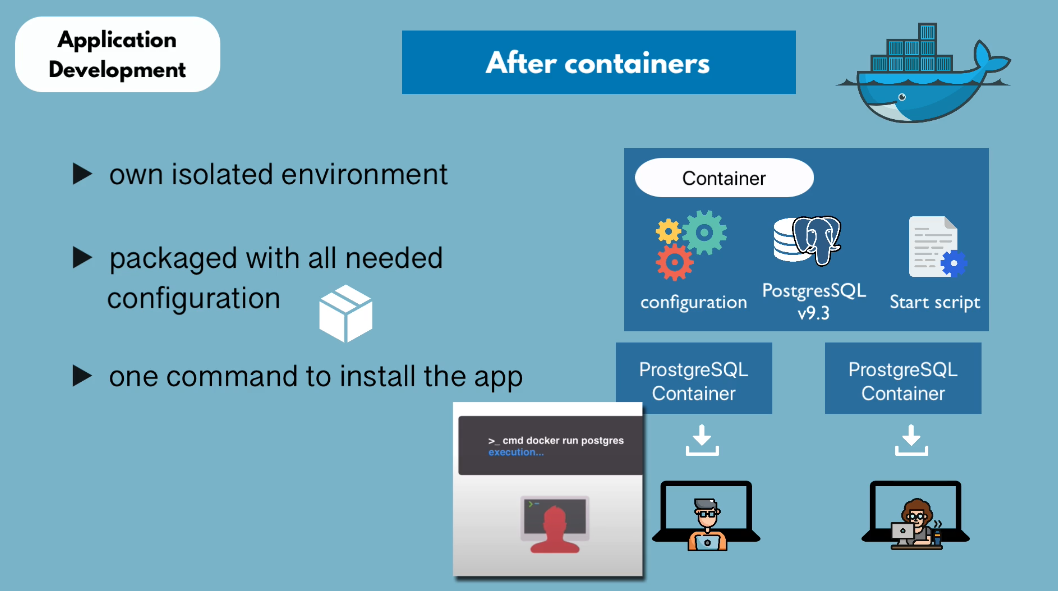 Application
Development
After containers
own isolated environment
packaged with all needed
configuration
one command to install the app
>_ cmd docker run postgres
execution...
Container
configuration
PostgresSQL
v9.3
Start script
ProstgreSQL
Container
ProstgreSQL
Container